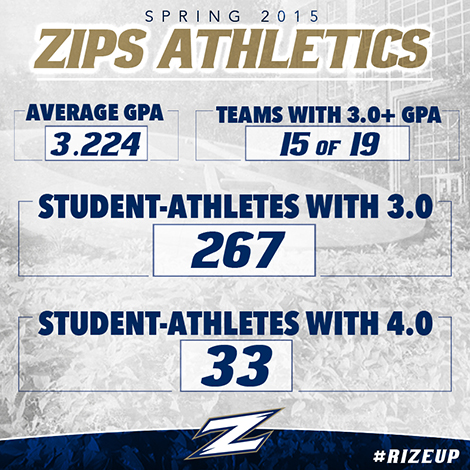 SPRING 2015
ZIPS ATHLETICS
AVERAGE GPA
3.224
TEAMS WITH 3.0+ GPA
15 OF 19
STUDENT-ATHLETES WITH 3.0
267
STUDENT-ATHLETES WITH 4.0
33
Z
#RIZEUP